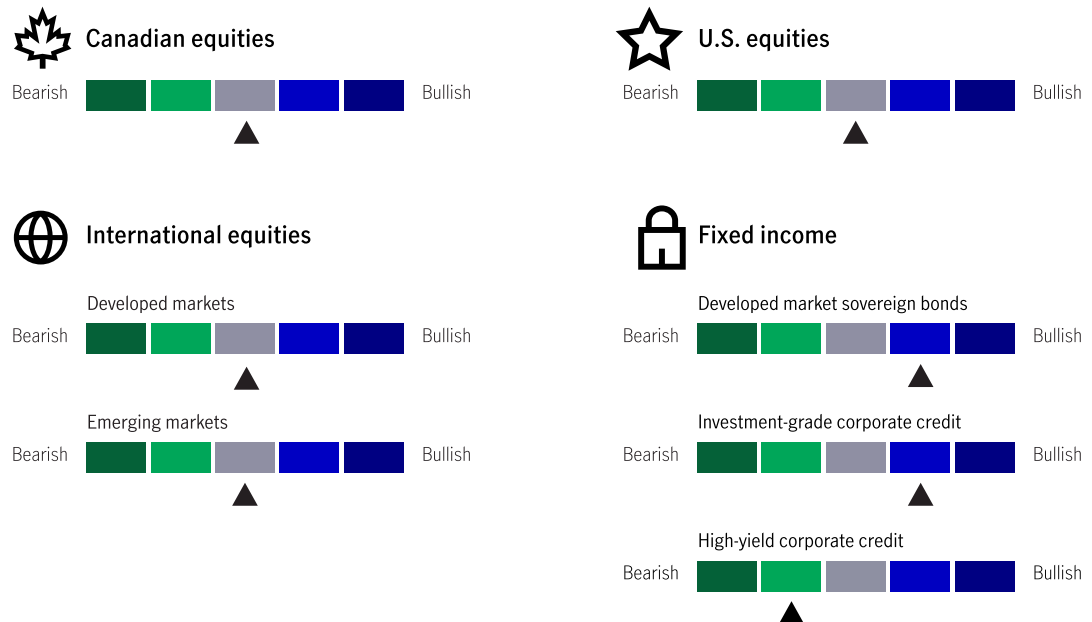 Canadian equities
Bearish Bullish
U.S. equities
Bearish Bullish
International equities
Developed markets
Bearish Bullish
Emerging markets
Bearish Bullish
Fixed income
Developed market sovereign bonds
Bearish Bullish
Investment-grade corporate credit
Bearish Bullish
High-yield corporate credit
Bearish Bullish